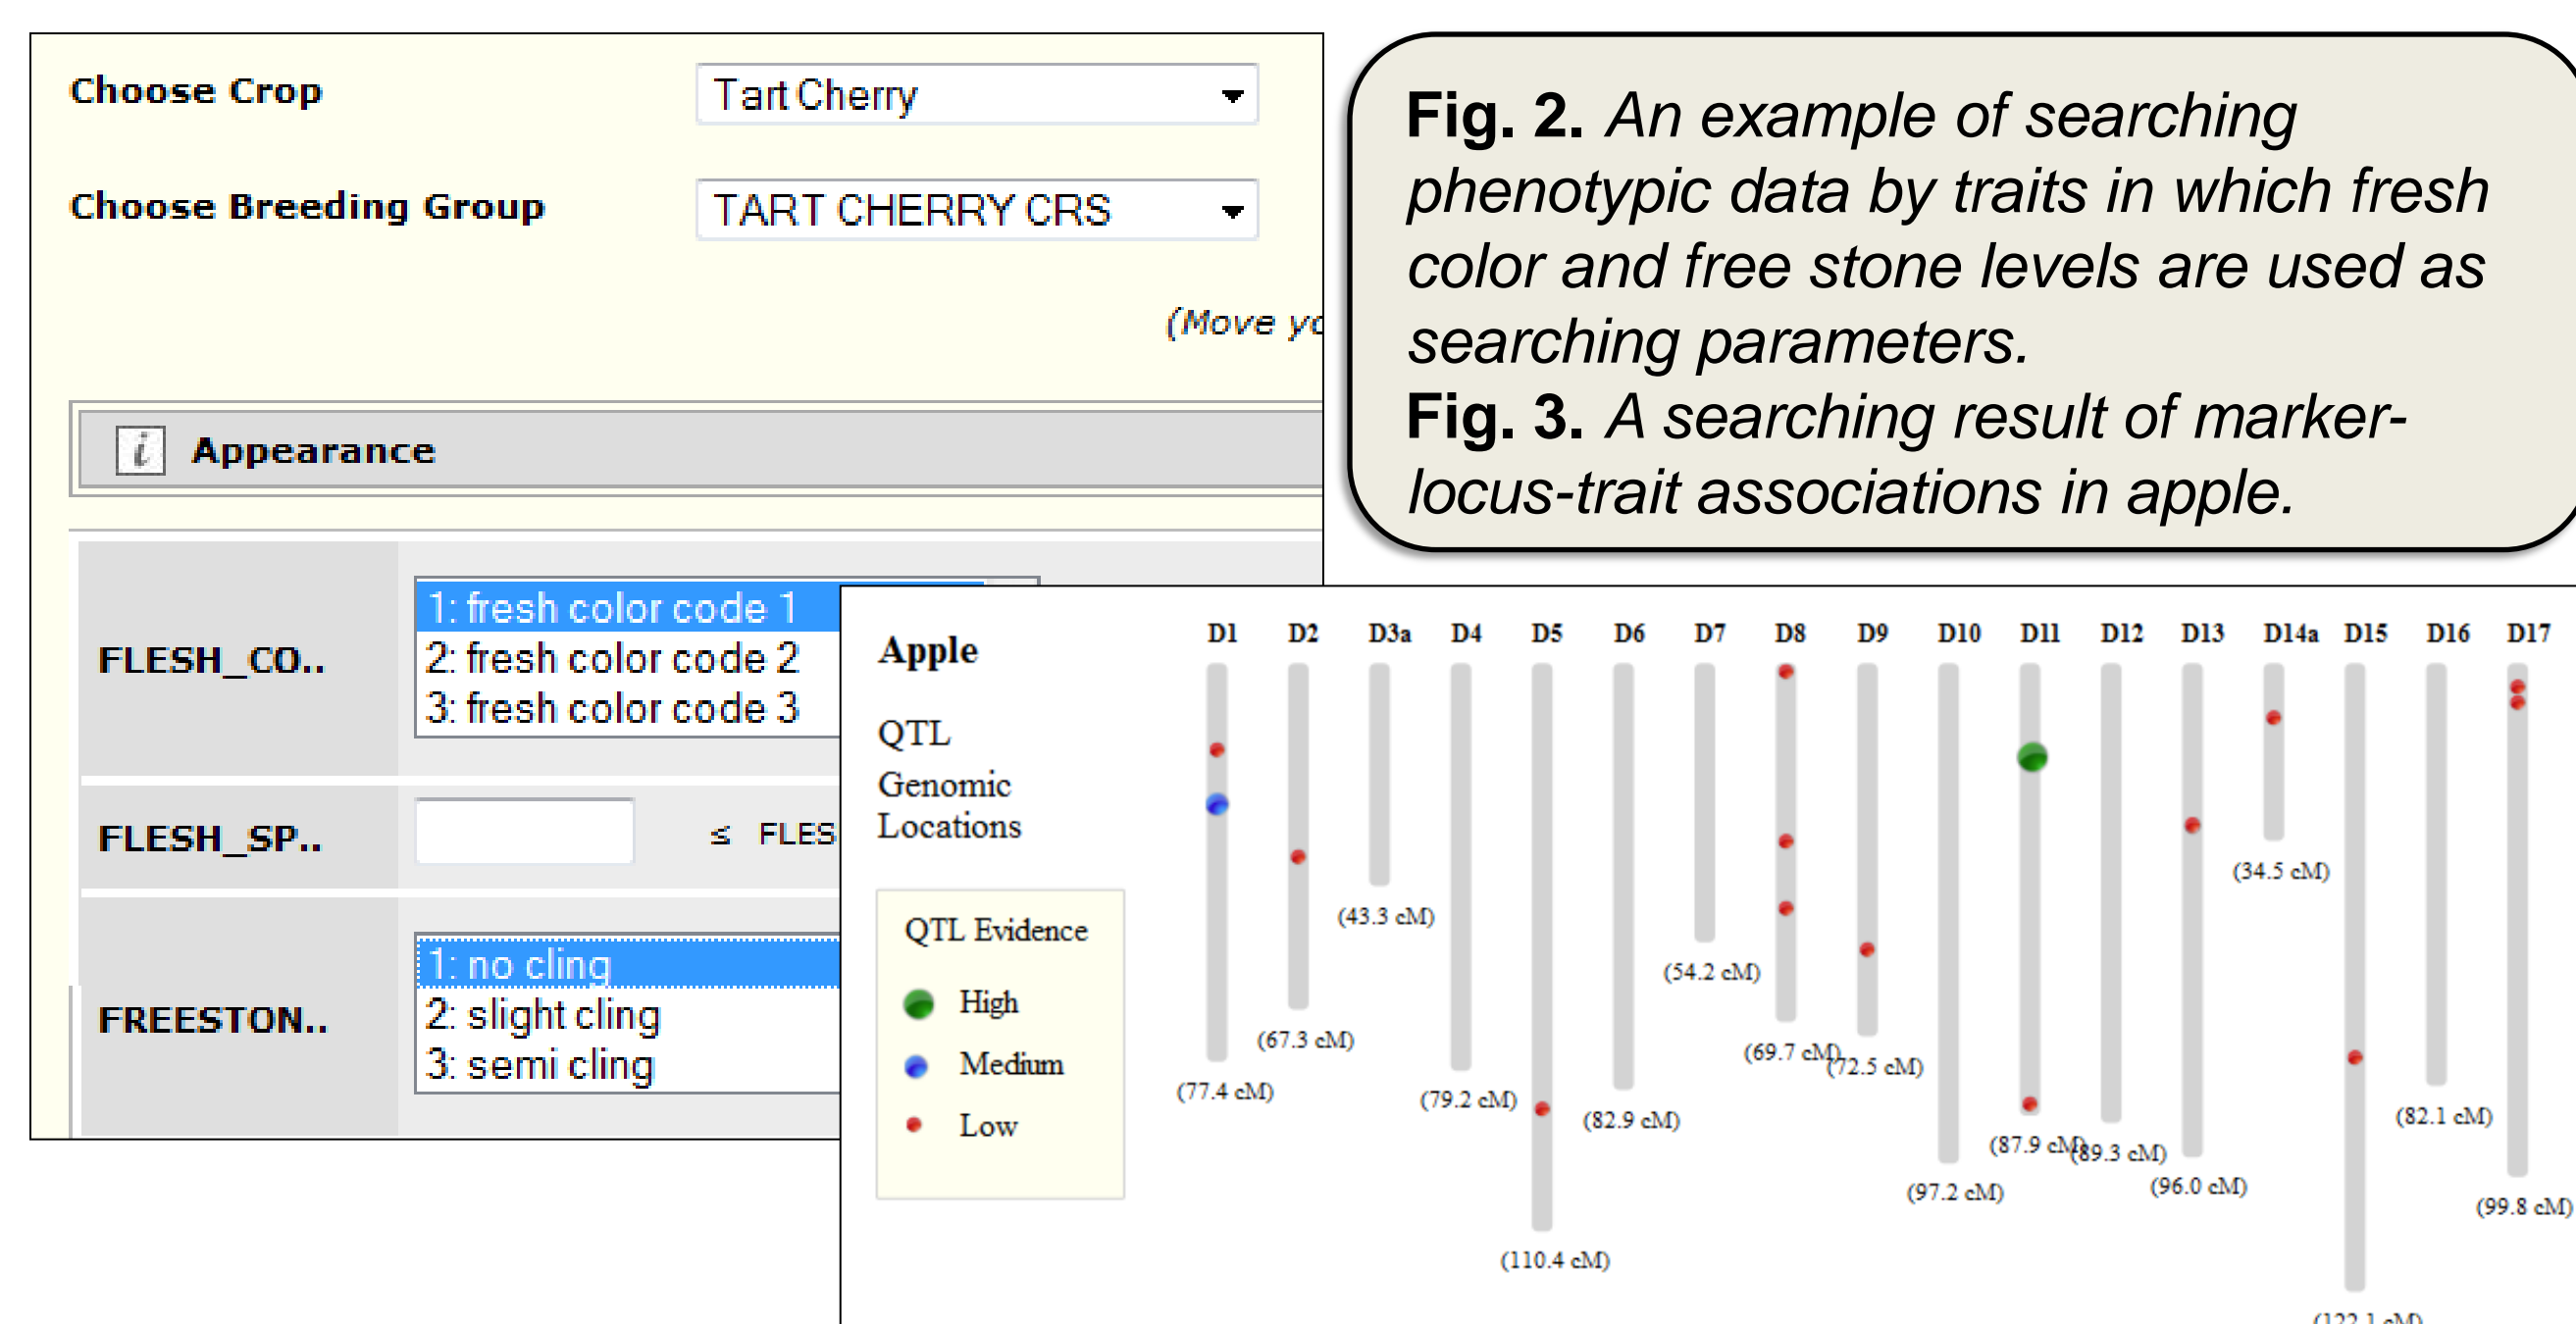 Choose Crop
Tart Cherry
Choose Breeding Group
TART CHERRY CRS
(Move yo
i Appearance
FLESH_CO..
1: fresh color code 1
2: fresh color code 2
3: fresh color code 3
FLESH_SP..
≤ FLES
FREESTON..
1: no cling
2: slight cling
3: semi cling
Fig. 2. An example of searching
phenotypic data by traits in which fresh
color and free stone levels are used as
searching parameters.
Fig. 3. A searching result of marker-
locus-trait associations in apple.
Apple
QTL
Genomic
Locations
QTL Evidence
High
Medium
Low
D1 D2 D3a D4 D5 D6 D7 D8 D9 D10 D11 D12 D13 D14a D15 D16 D17
(34.5 cM)
(43.3 cM)
(54.2 cM)
(67.3 cM)
(69.7 cM)
(72.5 cM)
(77.4 cM)
(79.2 cM)
(82.9 cM)
(82.1 cM)
(87.9 cM)
(89.3 cM)
(97.2 cM)
(96.0 cM)
(99.8 cM)
(110.4 cM)
(122.1 cM)